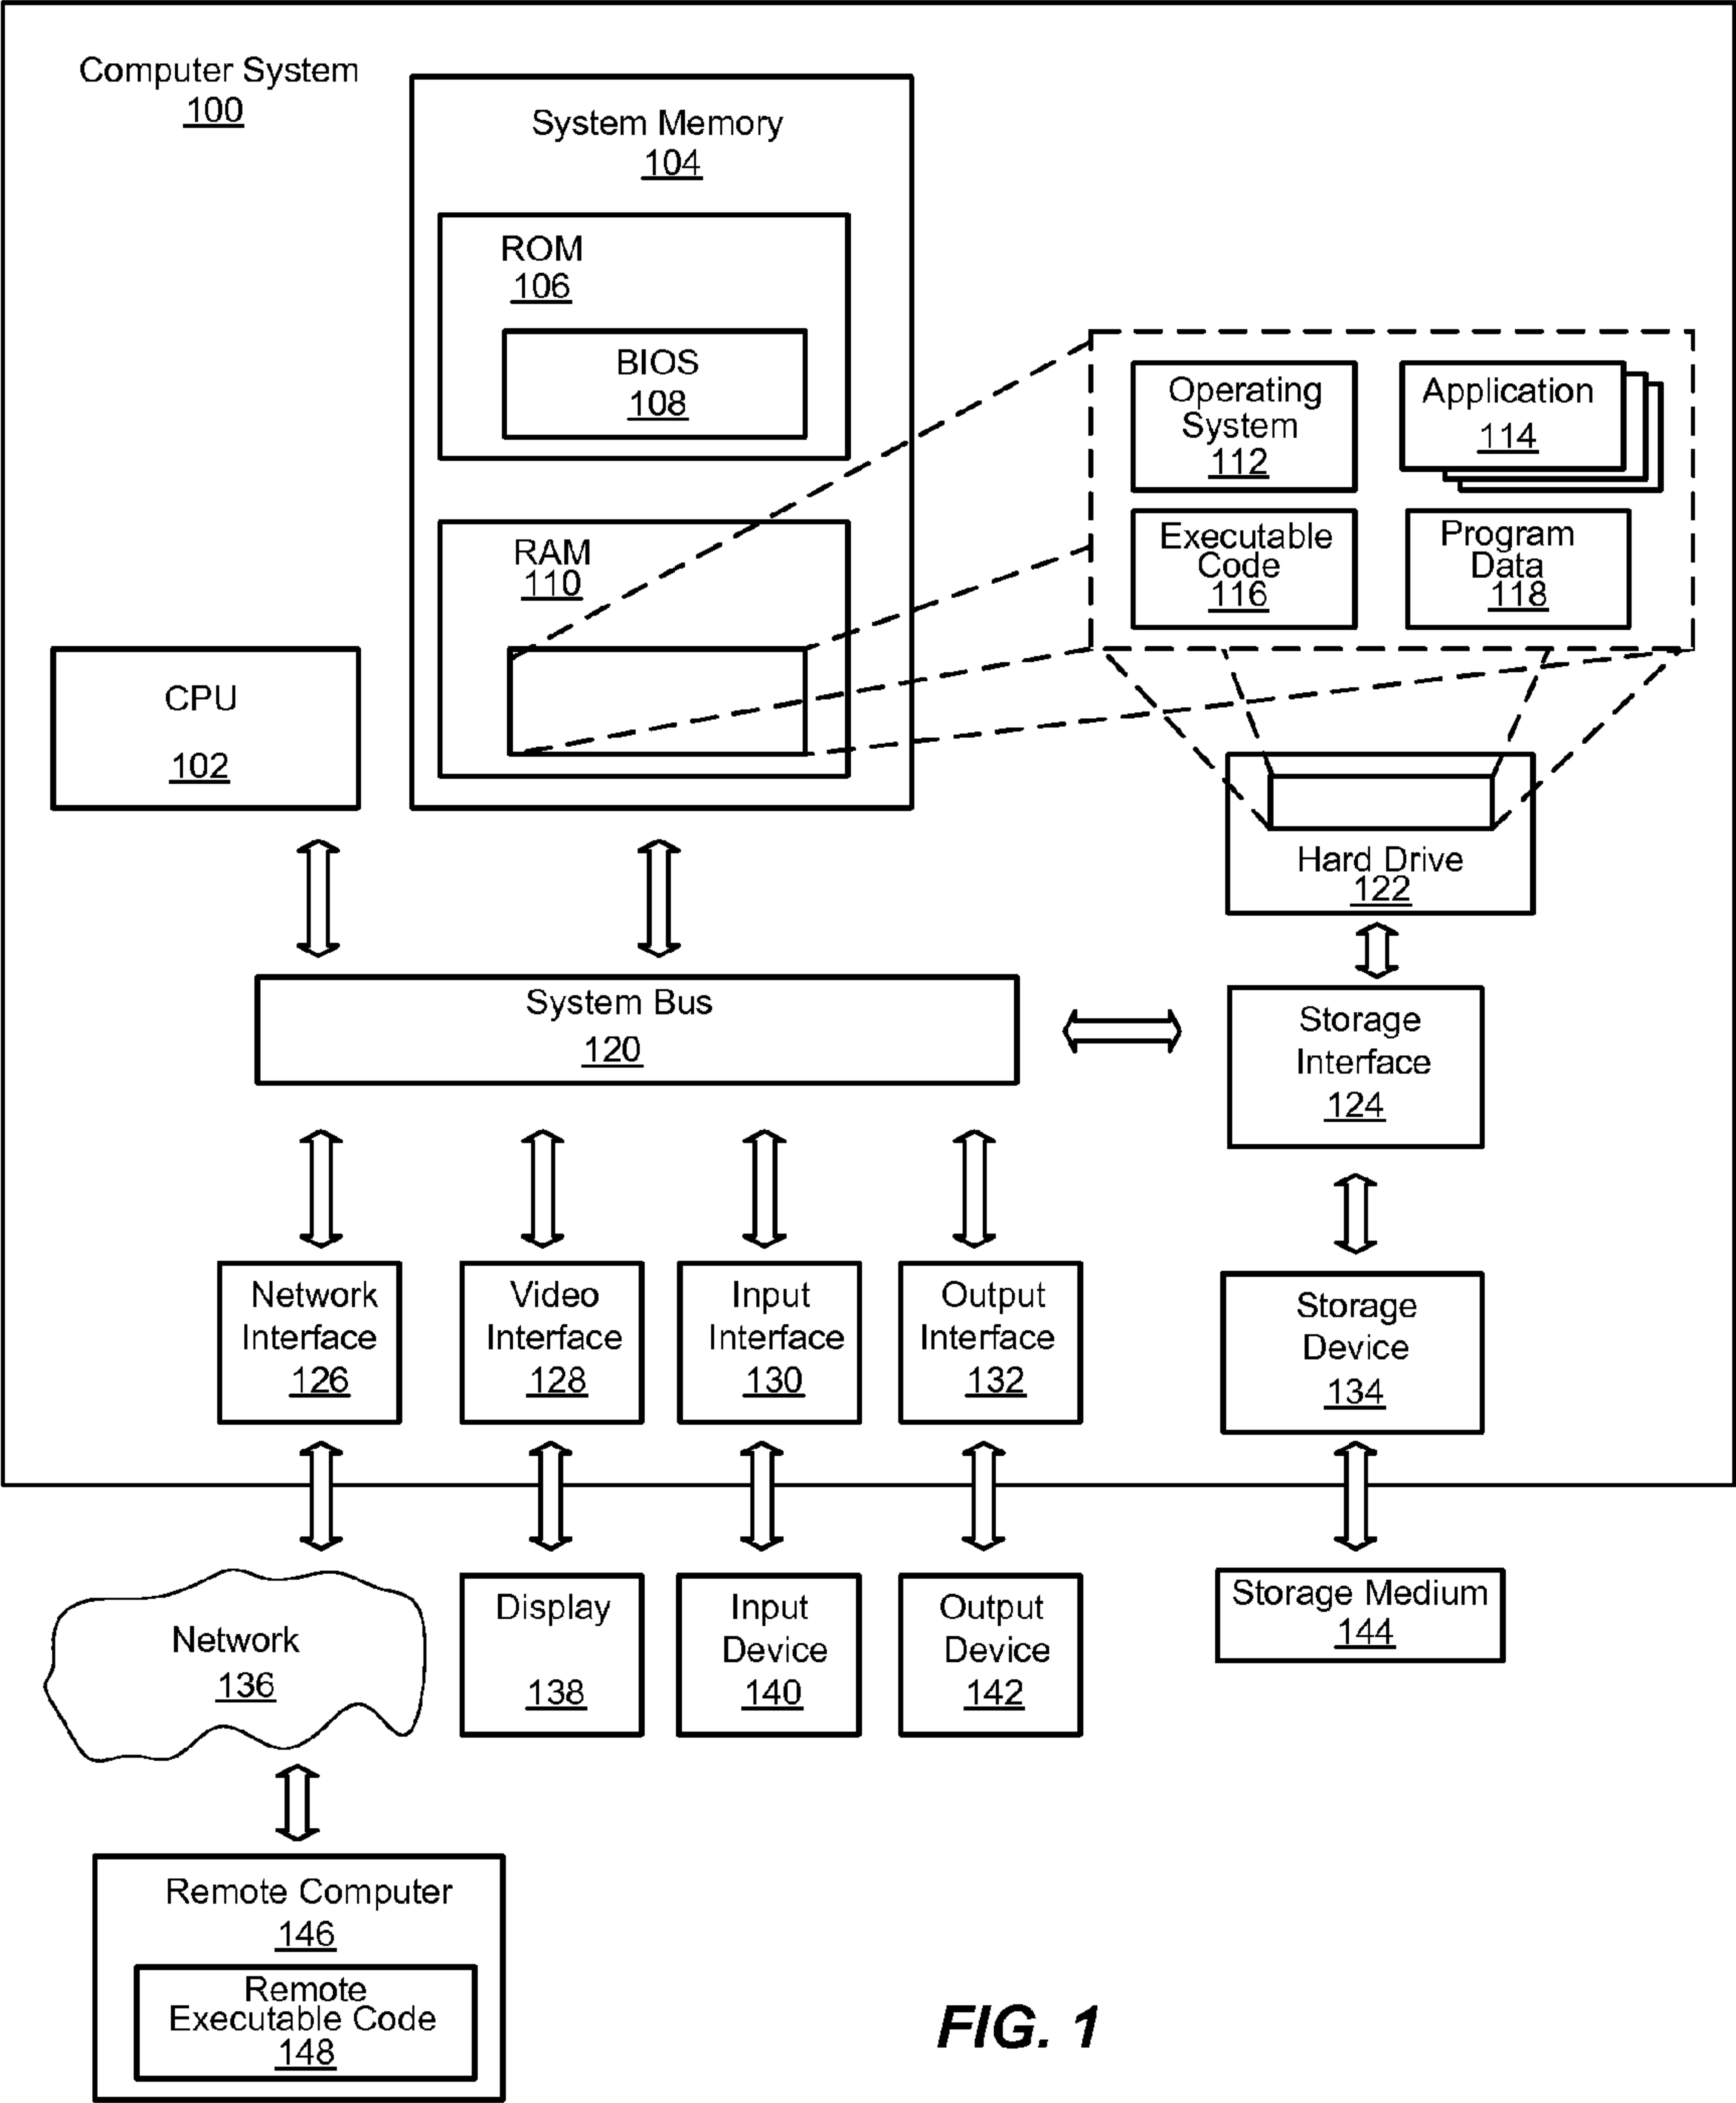 Computer System
100
System Memory
104
ROM
106
BIOS
108
RAM
110
Operating
System
112
Application
114
Executable
Code
116
Program
Data
118
CPU
102
Hard Drive
122
System Bus
120
Storage
Interface
124
Network
Interface
126
Video
Interface
128
Input
Interface
130
Output
Interface
132
Storage
Device
134
Network
136
Display
138
Input
Device
140
Output
Device
142
Storage Medium
144
Remote Computer
146
Remote
Executable Code
148
FIG. 1